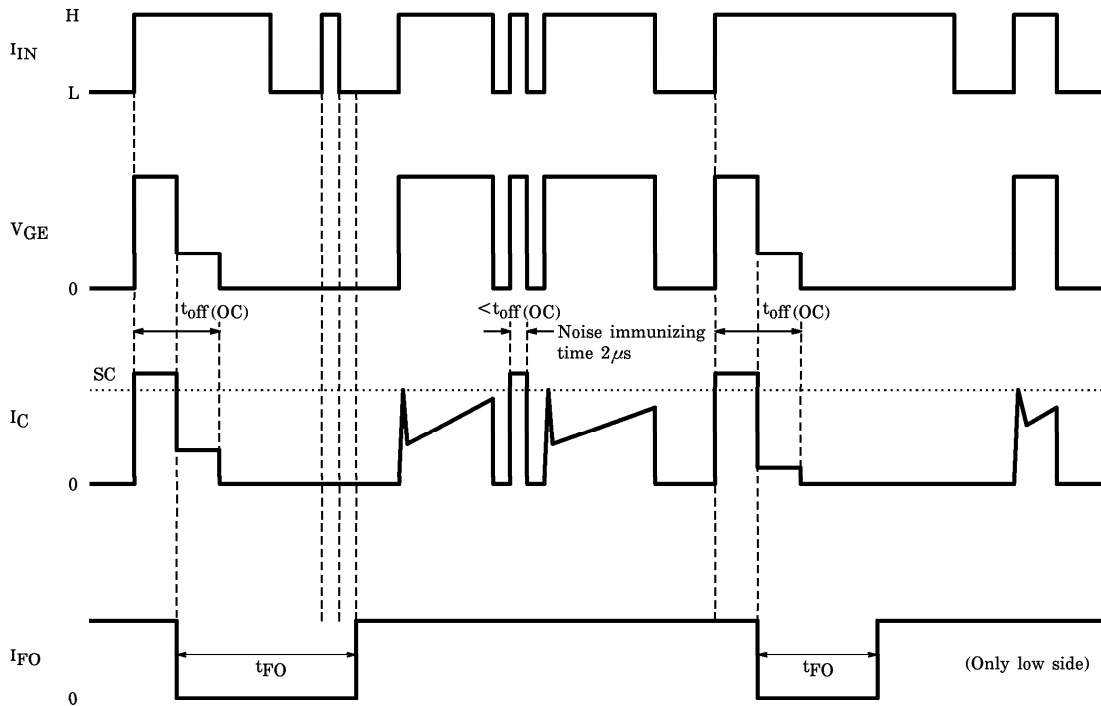 H
I_IN
L
V_GE
0
t_off(OC)
<t_off(OC)
t_off(OC)
Noise immunizing
time 2μs
SC
I_C
0
I_FO
t_FO
t_FO
(Only low side)
0